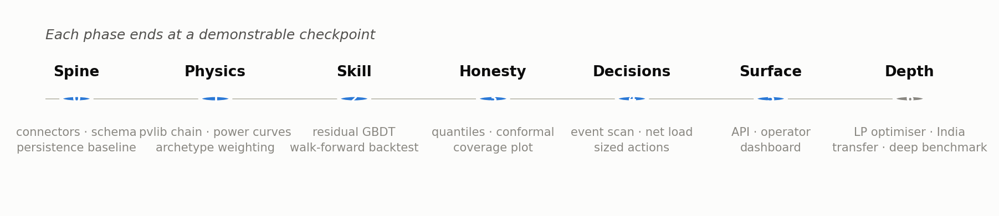 Each phase ends at a demonstrable checkpoint
Spine
Physics
Skill
Honesty
Decisions
Surface
Depth
connectors · schema
persistence baseline
pvlib chain · power curves
archetype weighting
residual GBDT
walk-forward backtest
quantiles · conformal
coverage plot
event scan · net load
sized actions
API · operator
dashboard
LP optimiser · India
transfer · deep benchmark